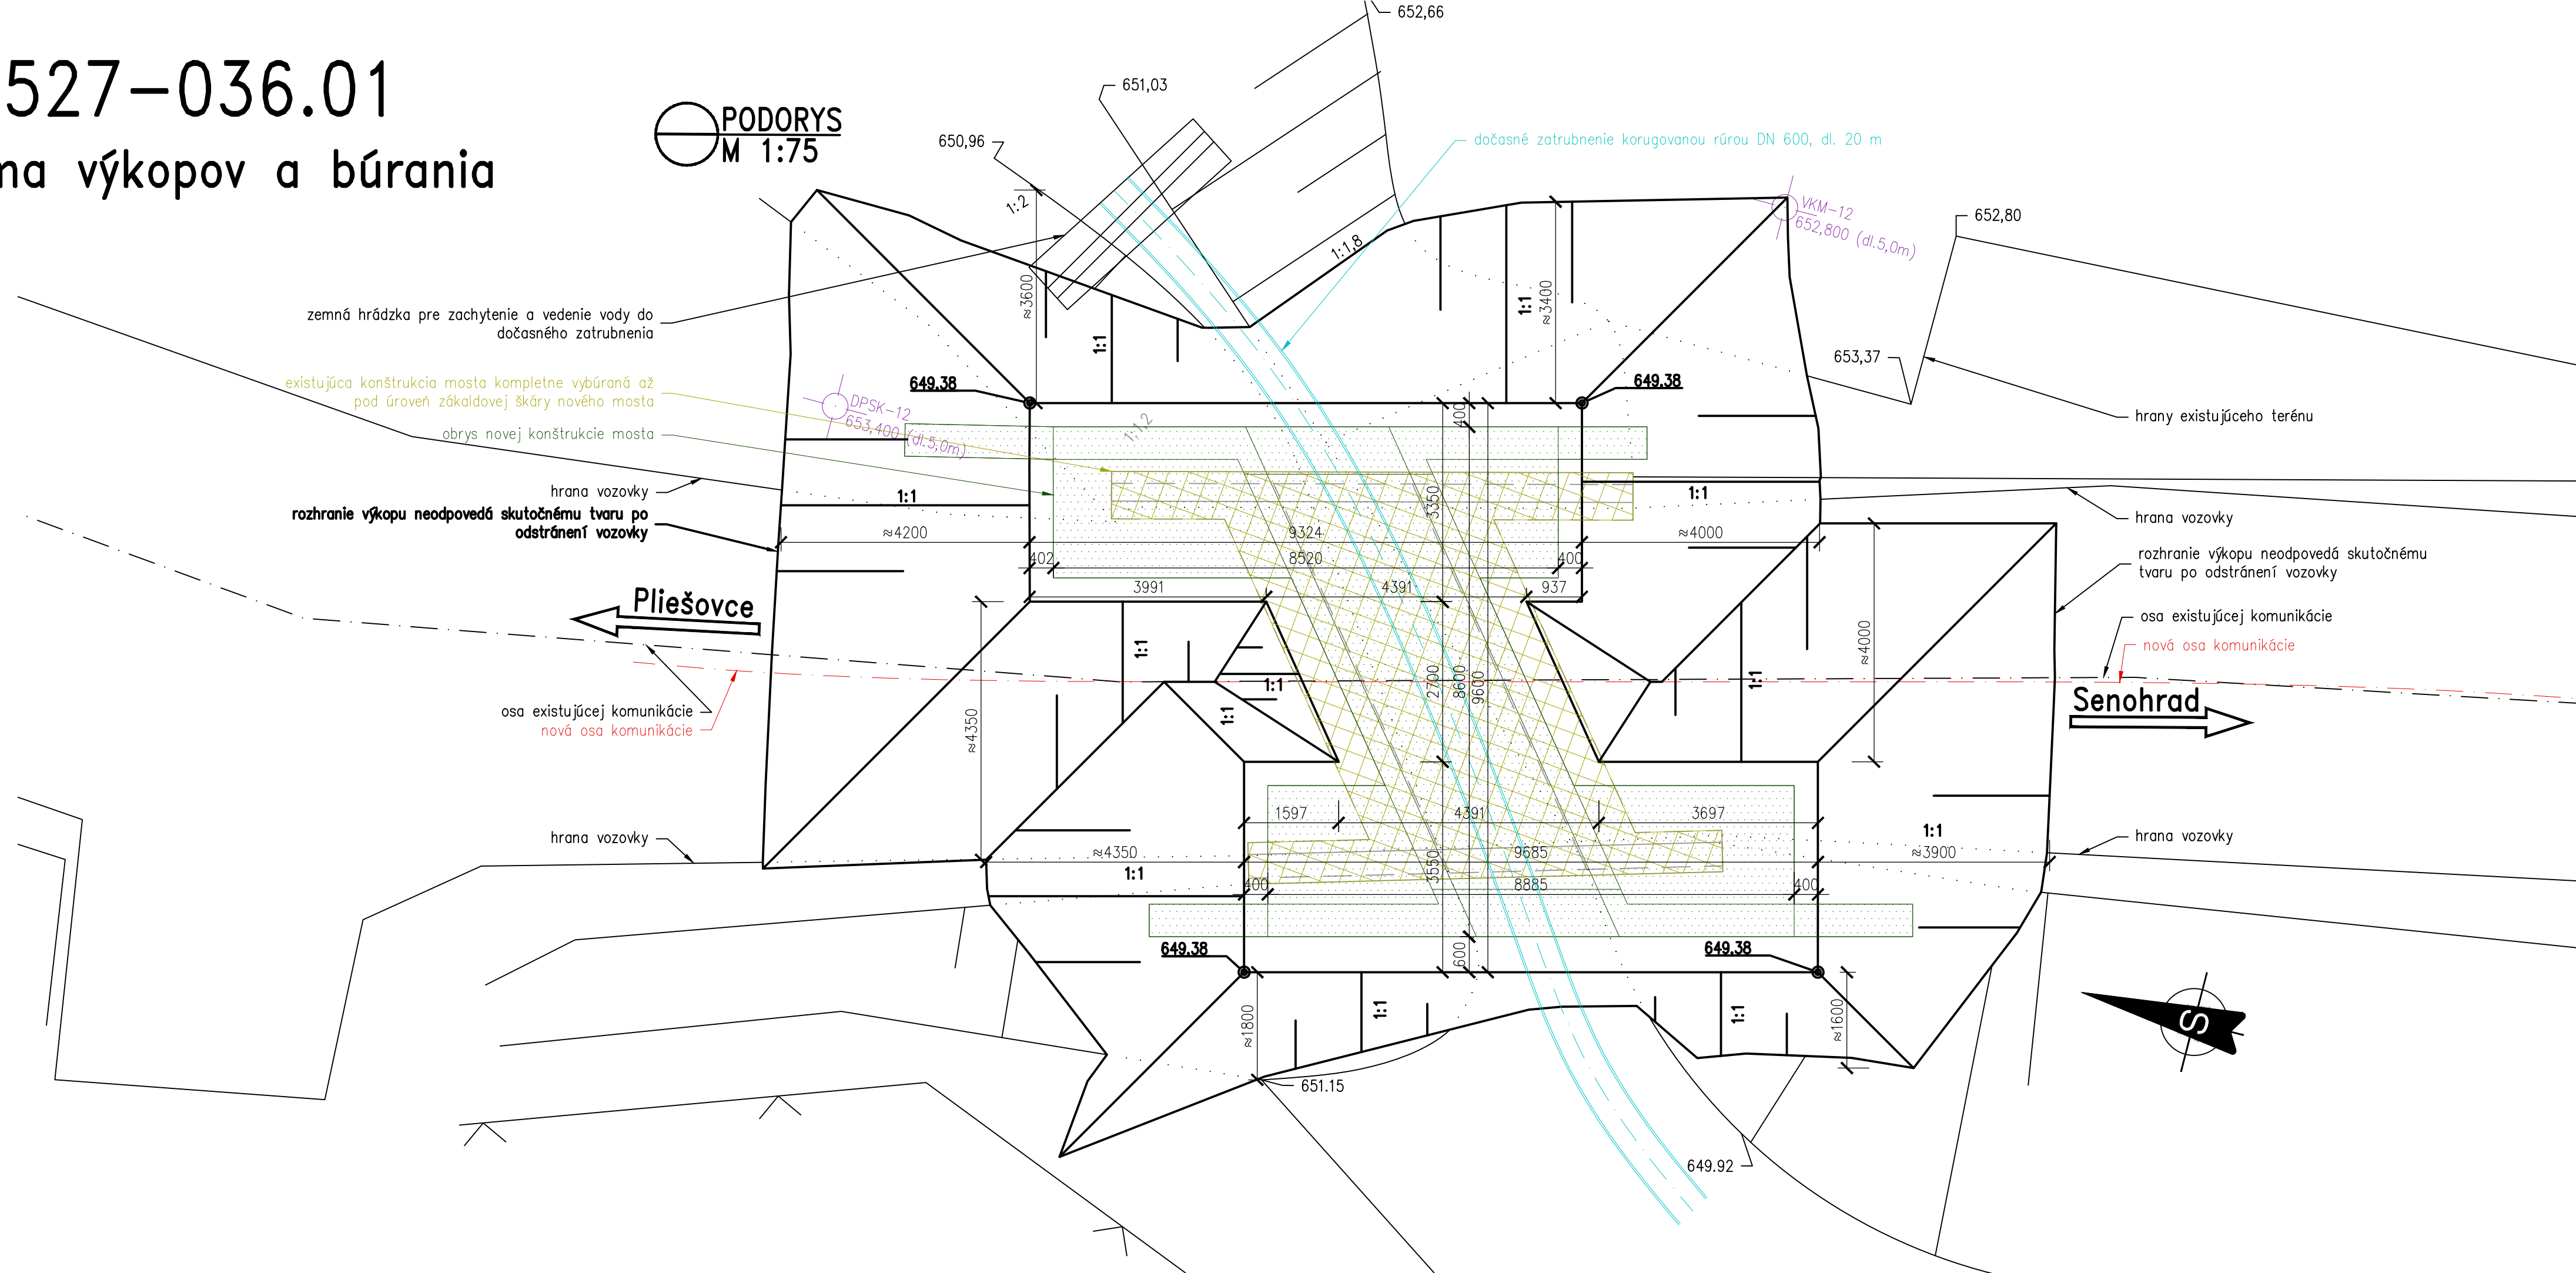 527-036.01
ma výkopov a búrania
PODORYS
M 1:75
652,66
651,03
650,96
dočasné zatrubnenie korugovanou rúrou DN 600, dl. 20 m
VKM-12
652,800 (dl.5,0m)
652,80
653,37
1:2
1:1,8
zemná hrádzka pre zachytenie a vedenie vody do
dočasného zatrubnenia
≈3600
1:1
1:1
≈3400
existujúca konštrukcia mosta kompletne vybúraná až
pod úroveň zákaldovej škáry nového mosta
obrys novej konštrukcie mosta
649.38
649.38
DPSK-12
653,400 (dl.5,0m)
1:1,2
400
hrany existujúceho terénu
hrana vozovky
rozhranie výkopu neodpovedá skutočnému tvaru po
odstránení vozovky
1:1
1:1
3350
≈4200
9324
≈4000
402
8520
400
3991
4391
937
hrana vozovky
rozhranie výkopu neodpovedá skutočnému
tvaru po odstránení vozovky
osa existujúcej komunikácie
nová osa komunikácie
Pliešovce
Senohrad
1:1
1:1
1:1
1:1
≈4000
≈4350
2700
8600
9600
osa existujúcej komunikácie
nová osa komunikácie
hrana vozovky
hrana vozovky
1597
4391
3697
1:1
≈4350
9685
≈3900
1:1
3550
400
8885
400
649.38
649.38
600
≈1800
1:1
1:1
≈1600
651.15
649.92
S